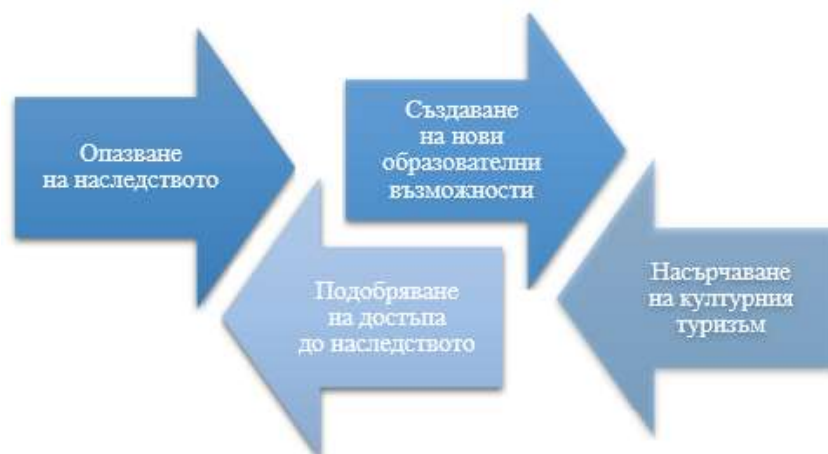 Опазване
на наследството
Създаване
на нови
образователни
възможности
Подобряване
на достъпа
до наследството
Насърчаване
на културния
туризъм